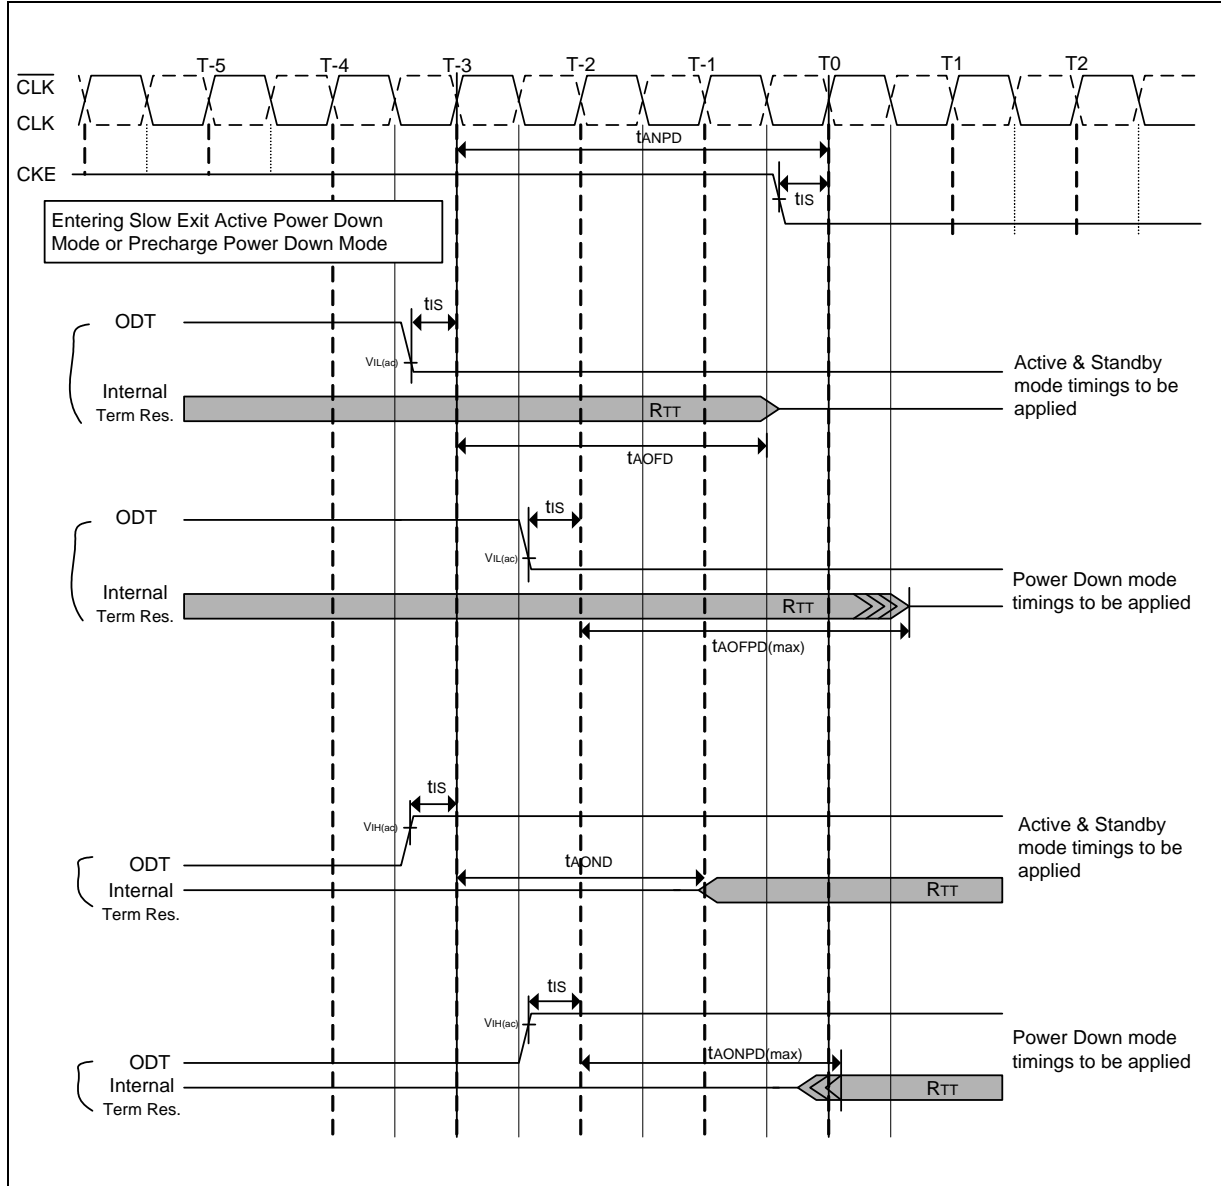 T-5 T-4 T-3 T-2 T-1 T0 T1 T2
CLK
CLK
tANPD
CKE
tIS
Entering Slow Exit Active Power Down
Mode or Precharge Power Down Mode
tIS
ODT
VIL(ac)
Active & Standby
mode timings to be
applied
Internal
Term Res.
RTT
tAOFD
tIS
ODT
VIL(ac)
Power Down mode
timings to be applied
Internal
Term Res.
RTT
tAOFPD(max)
tIS
VIH(ac)
Active & Standby
mode timings to be
applied
ODT
tAOND
Internal
Term Res.
RTT
tIS
VIH(ac)
Power Down mode
timings to be applied
ODT
tAONPD(max)
Internal
Term Res.
RTT